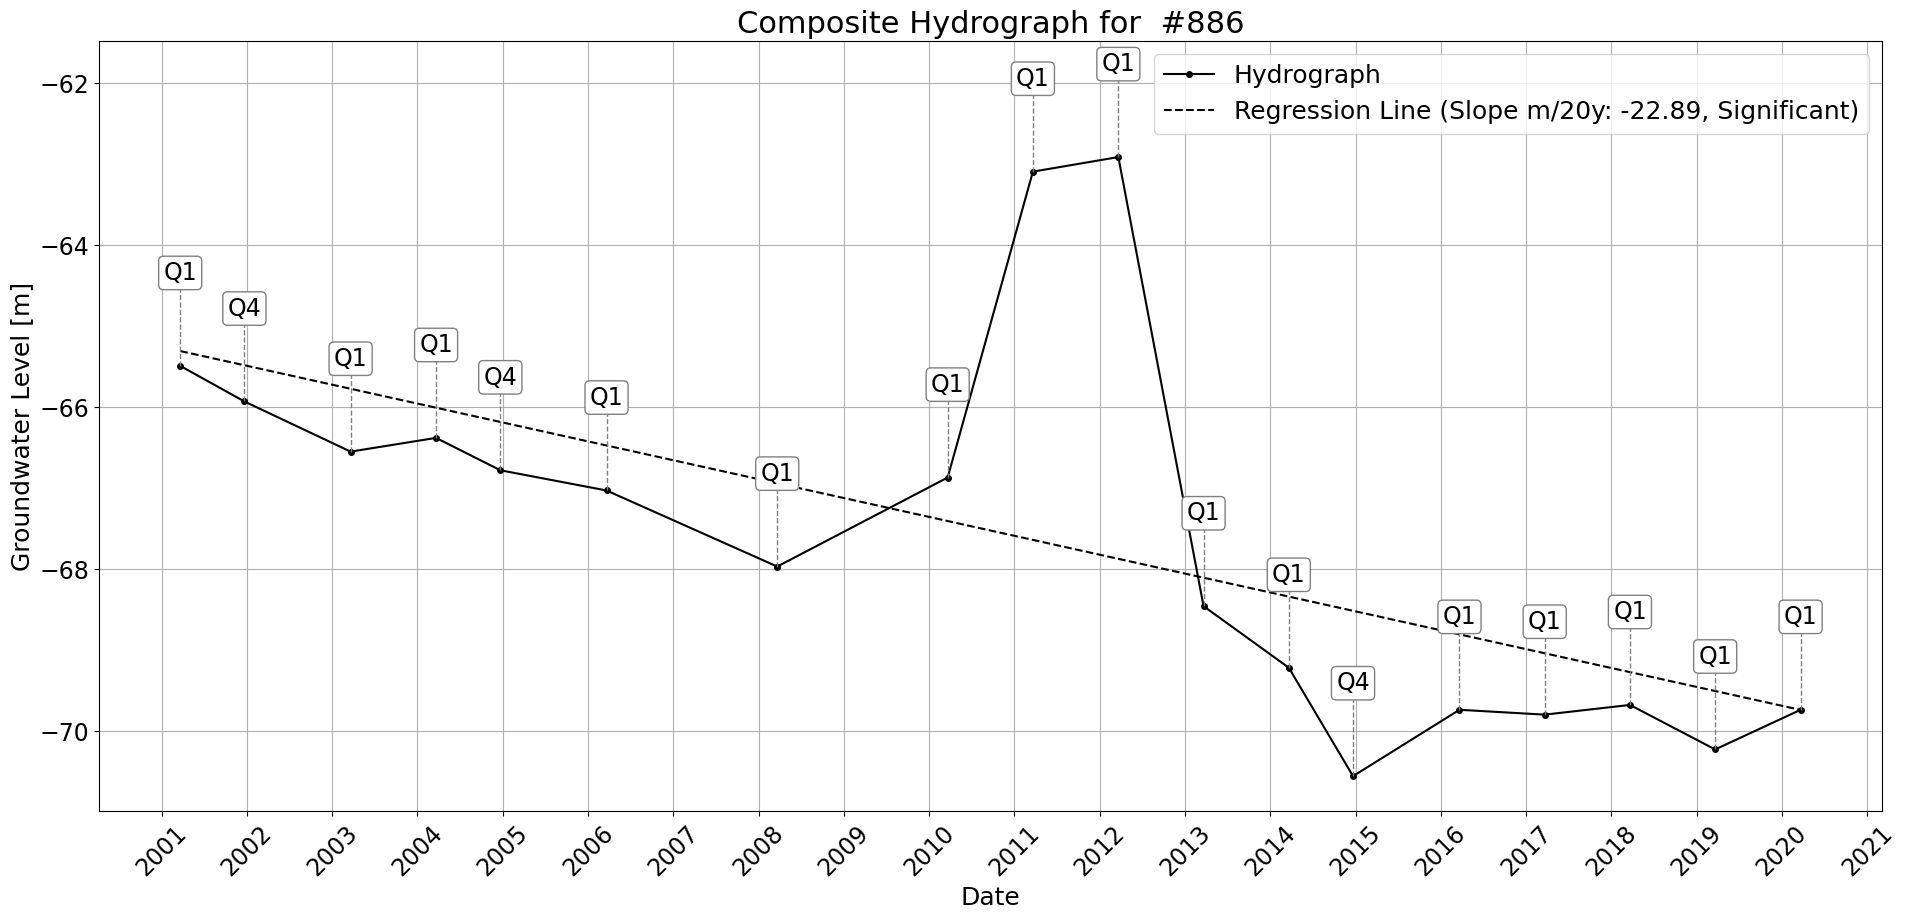 Composite Hydrograph for  #886
Hydrograph
Regression Line (Slope m/20y: -22.89, Significant)
Groundwater Level [m]
−62
−64
−66
−68
−70
Q1
Q4
Q1
Q1
Q4
Q1
Q1
Q1
Q1
Q1
Q1
Q1
Q4
Q1
Q1
Q1
Q1
Q1
2001
2002
2003
2004
2005
2006
2007
2008
2009
2010
2011
2012
2013
2014
2015
2016
2017
2018
2019
2020
2021
Date